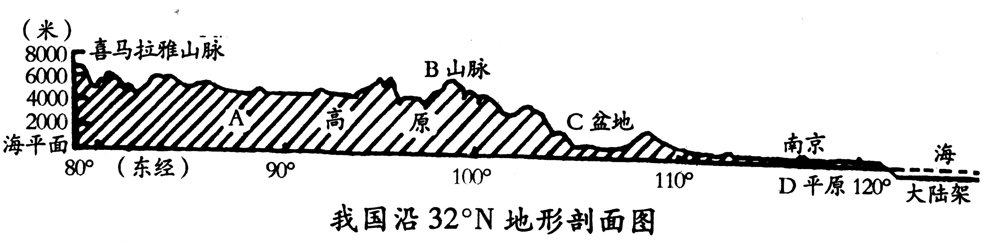 （米）
8000 喜马拉雅山脉
6000
4000
2000
海平面
B 山脉
A 高 原
C 盆地
南京
海
80° （东经） 90° 100° 110° D 平原 120° 大陆架
我国沿 32°N 地形剖面图